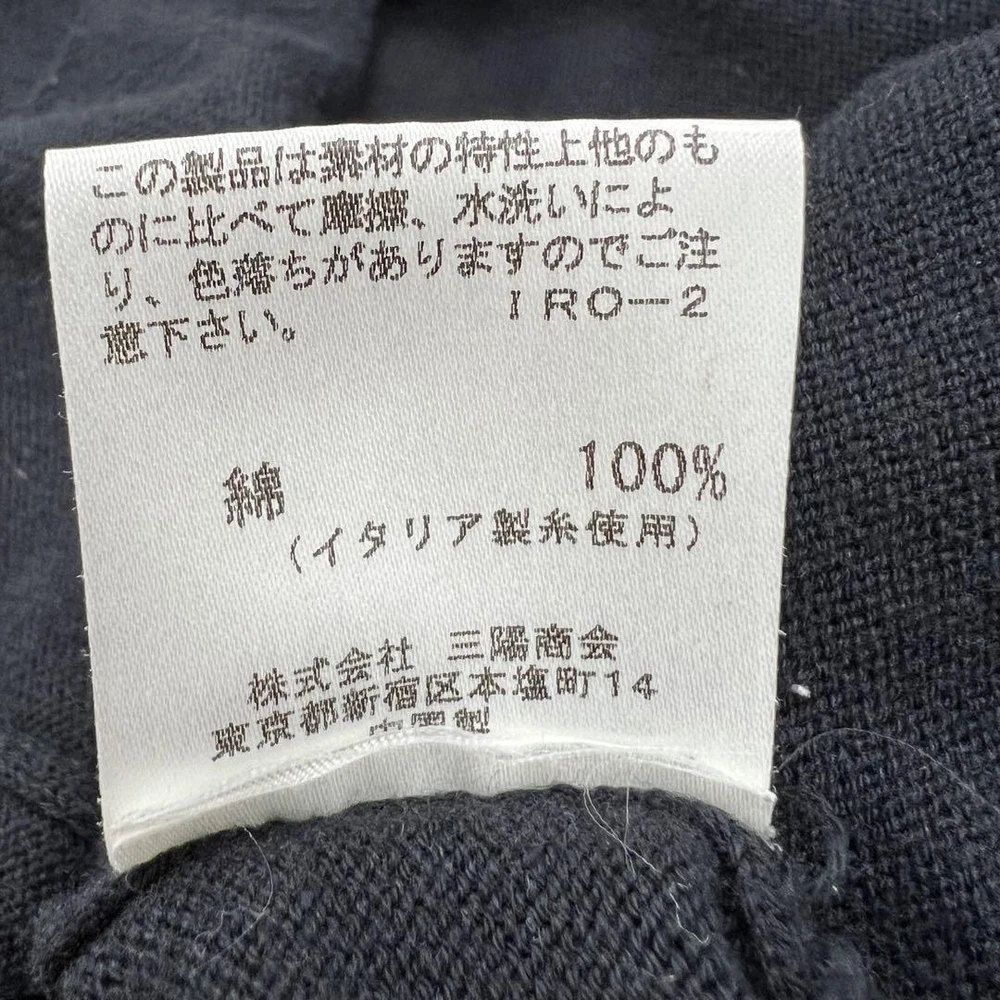 この製品は素材の特性上他のも
のに比べて摩擦、水洗いによ
り、色落ちがありますのでご注
意下さい。 IRO−2
綿 100%
(イタリア製糸使用)
株式会社 三陽商会
東京都新宿区本塩町14
中国製